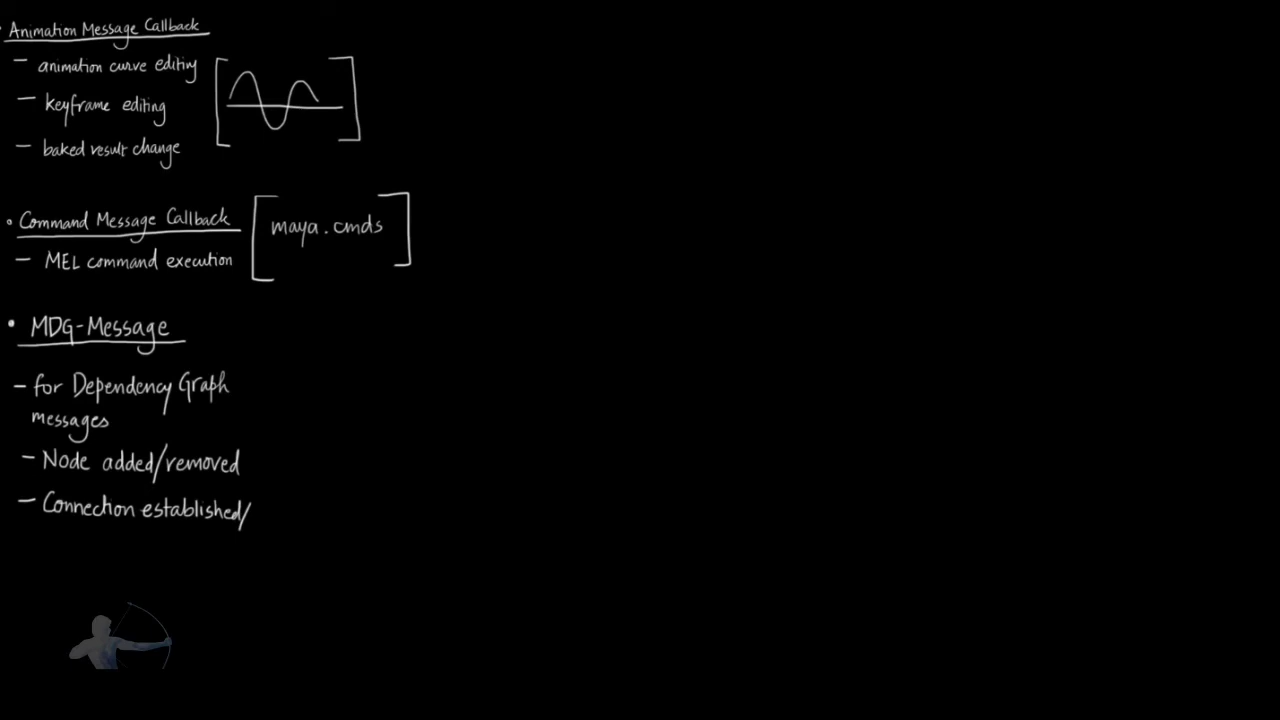 Animation Message Callback
- animation curve editing
- keyframe editing
- baked result change
• Command Message Callback [maya.cmds]
- MEL command execution
• MDG-Message
- for Dependency Graph
messages
- Node added/removed
- Connection established/